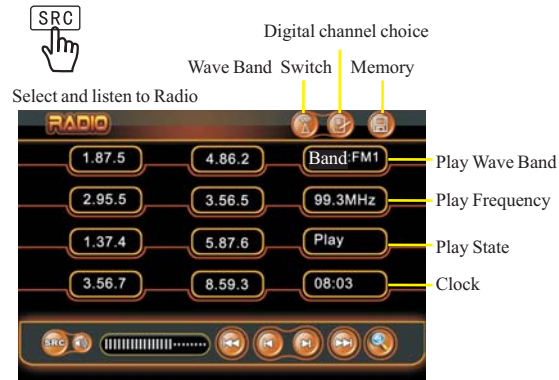 SRC
Digital channel choice
Wave Band Switch Memory
Select and listen to Radio
RADIO
1.87.5 4.86.2 Band:FM1 Play Wave Band
2.95.5 3.56.5 99.3MHz Play Frequency
1.37.4 5.87.6 Play Play State
3.56.7 8.59.3 08:03 Clock
SRC